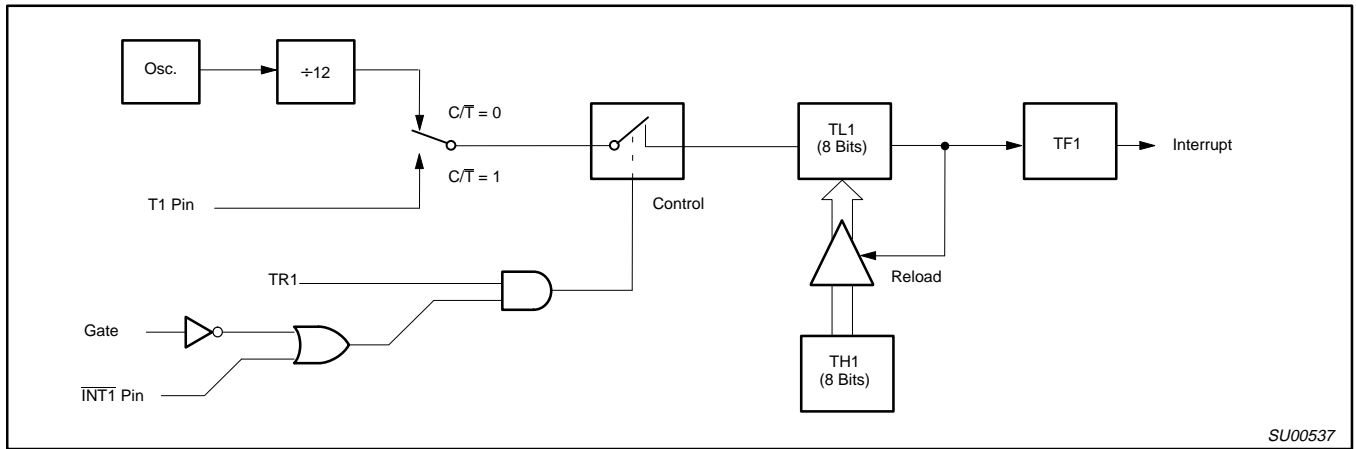 Osc.
÷12
C/T̅ = 0
C/T̅ = 1
T1 Pin
Control
TL1
(8 Bits)
TF1
Interrupt
TR1
Reload
Gate
I̅N̅T̅1̅ Pin
TH1
(8 Bits)
SU00537